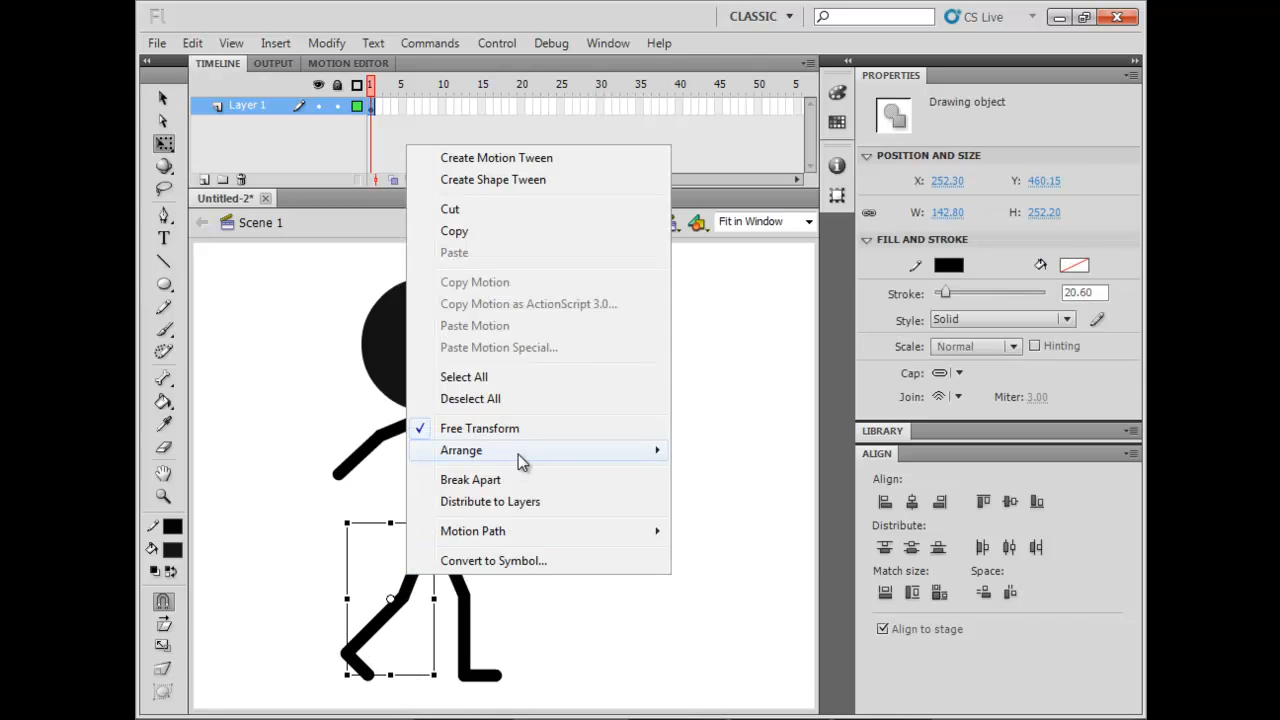 Fl
CLASSIC
CS Live
File Edit View Insert Modify Text Commands Control Debug Window Help
TIMELINE OUTPUT MOTION EDITOR
1 5 10 15 20 25 30 35 40 45 50 5
Layer 1
Untitled-2*
Scene 1
Fit in Window
Create Motion Tween
Create Shape Tween
Cut
Copy
Paste
Copy Motion
Copy Motion as ActionScript 3.0...
Paste Motion
Paste Motion Special...
Select All
Deselect All
Free Transform
Arrange
Break Apart
Distribute to Layers
Motion Path
Convert to Symbol...
PROPERTIES
Drawing object
POSITION AND SIZE
X: 252.30 Y: 460.15
W: 142.80 H: 252.20
FILL AND STROKE
Stroke: 20.60
Style: Solid
Scale: Normal Hinting
Cap:
Join: Miter: 3.00
LIBRARY
ALIGN
Align:
Distribute:
Match size: Space:
Align to stage